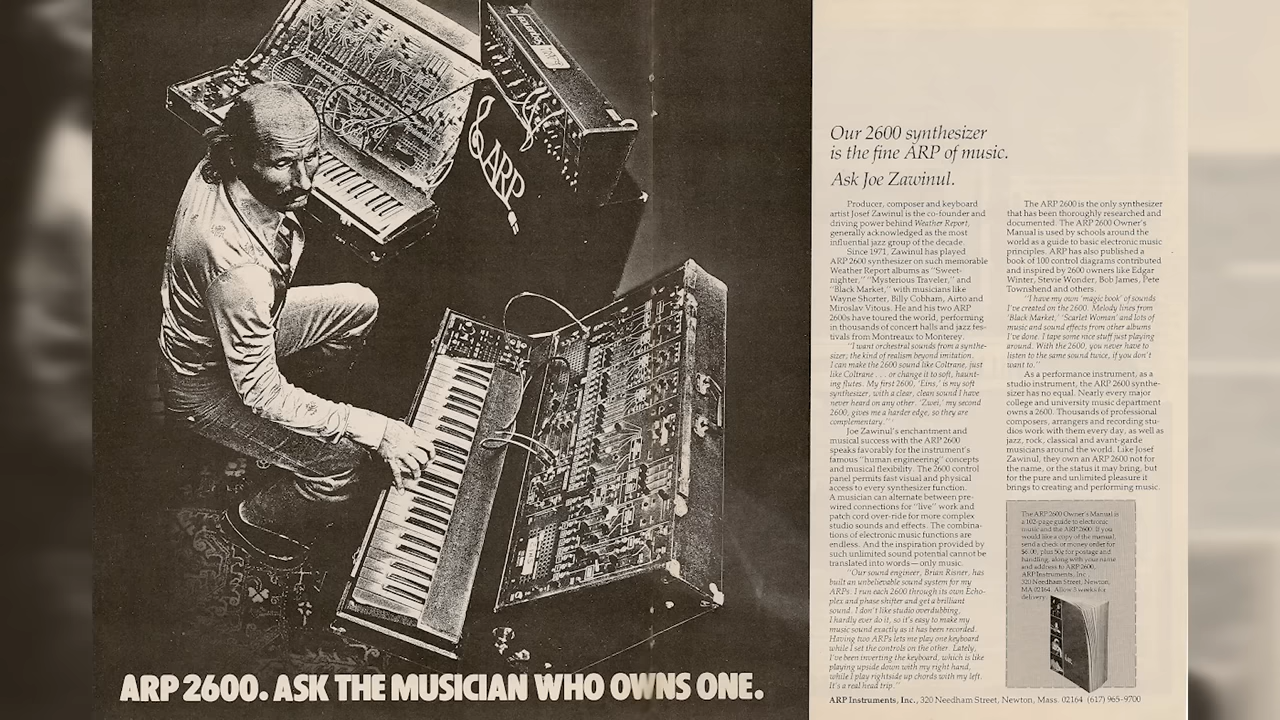 ARP
ARP 2600. ASK THE MUSICIAN WHO OWNS ONE.
Our 2600 synthesizer
is the fine ARP of music.
Ask Joe Zawinul.
Producer, composer and keyboard
artist Josef Zawinul is the co-founder and
driving power behind Weather Report,
generally acknowledged as the most
influential jazz group of the decade.
Since 1971, Zawinul has played
ARP 2600 synthesizer on such memorable
Weather Report albums as "Sweet-
nighter," "Mysterious Traveler," and
"Black Market," with musicians like
Wayne Shorter, Billy Cobham, Airto and
Miroslav Vitous. He and his two ARP
2600s have toured the world, performing
in thousands of concert halls and jazz fes-
tivals from Montreaux to Monterey.
"I want orchestral sounds from a synthe-
sizer; the kind of realism beyond imitation.
I can make the 2600 sound like Coltrane, just
like Coltrane . . . or change it to soft, haunt-
ing flutes. My first 2600, 'Eins,' is my soft
synthesizer, with a clear, clean sound I have
never heard on any other. 'Zwei,' my second
2600, gives me a harder edge, so they are
complementary."
Joe Zawinul's enchantment and
musical success with the ARP 2600
speaks favorably for the instrument's
famous "human engineering" concepts
and musical flexibility. The 2600 control
panel permits fast visual and physical
access to every synthesizer function.
A musician can alternate between pre-
wired connections for "live" work and
patch cord over-ride for more complex
studio sounds and effects. The combina-
tions of electronic music functions are
endless. And the inspiration provided by
such unlimited sound potential cannot be
translated into words—only music.
"Our sound engineer, Brian Risner, has
built an unbelievable sound system for my
ARPs. I run each 2600 through its own Echo-
plex and phase shifter and get a brilliant
sound. I don't like studio overdubbing,
I hardly ever do it, so it's easy to make my
music sound exactly as it has been recorded.
Having two ARPs lets me play one keyboard
while I set the controls on the other. Lately,
I've been inverting the keyboard, which is like
playing upside down with my right hand,
while I play rightside up chords with my left.
It's a real head trip."
The ARP 2600 is the only synthesizer
that has been thoroughly researched and
documented. The ARP 2600 Owner's
Manual is used by schools around the
world as a guide to basic electronic music
principles. ARP has also published a
book of 100 control diagrams contributed
and inspired by 2600 owners like Edgar
Winter, Stevie Wonder, Bob James, Pete
Townshend and others.
"I have my own 'magic book' of sounds
I've created on the 2600. Melody lines from
'Black Market,' 'Scarlet Woman' and lots of
music and sound effects from other albums
I've done. I tape some nice stuff just playing
around. With the 2600, you never have to
listen to the same sound twice, if you don't
want to."
As a performance instrument, as a
studio instrument, the ARP 2600 synthe-
sizer has no equal. Nearly every major
college and university music department
owns a 2600. Thousands of professional
composers, arrangers and recording stu-
dios work with them every day, as well as
jazz, rock, classical and avant-garde
musicians around the world. Like Josef
Zawinul, they own an ARP 2600 not for
the name, or the status it may bring, but
for the pure and unlimited pleasure it
brings to creating and performing music.
The ARP 2600 Owner's Manual is
a 102-page guide to electronic
music and the ARP 2600. If you
would like a copy of the manual,
send a check or money order for
$6.00, plus 50¢ for postage and
handling, along with your name
and address to ARP 2600,
ARP Instruments, Inc.,
320 Needham Street, Newton,
MA 02164. Allow 3 weeks for
delivery.
ARP Instruments, Inc., 320 Needham Street, Newton, Mass. 02164 (617) 965-9700